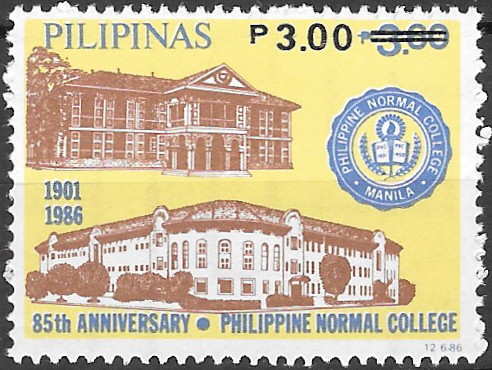 PILIPINAS P 3.00 P 3.00
PHILIPPINE NORMAL COLLEGE
• MANILA •
1901
1986
85th ANNIVERSARY • PHILIPPINE NORMAL COLLEGE
12 6.86